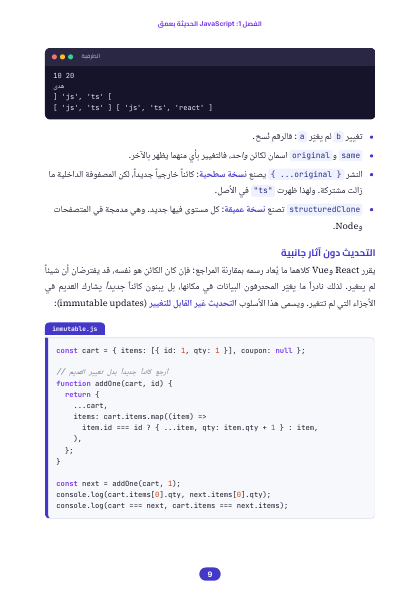 الفصل 1: JavaScript الحديثة بعمق
الطرفية
10 20
هدى
[ 'js', 'ts' ]
[ 'js', 'ts' ] [ 'js', 'ts', 'react' ]
• تغيير b لم يغيّر a : فالرقم نُسخ.
• same و original اسمان لكائن واحد، فالتغيير بأي منهما يظهر بالآخر.
• النشر { ...original } يصنع نسخة سطحية: كائناً خارجياً جديداً، لكن المصفوفة الداخلية ما
زالت مشتركة. ولهذا ظهرت "ts" في الأصل.
• structuredClone تصنع نسخة عميقة: كل مستوى فيها جديد. وهي مدمجة في المتصفحات
وNode.
التحديث دون آثار جانبية
يقرر React وVue كلاهما ما يُعاد رسمه بمقارنة المراجع: فإن كان الكائن هو نفسه، قد يفترضان أن شيئاً
لم يتغير. لذلك نادراً ما يغيّر المحترفون البيانات في مكانها، بل يبنون كائناً جديداً يشارك القديم في
الأجزاء التي لم تتغير. ويسمى هذا الأسلوب التحديث غير القابل للتغيير (immutable updates):
immutable.js
const cart = { items: [{ id: 1, qty: 1 }], coupon: null };
// أرجع كائناً جديداً بدل تغيير القديم
function addOne(cart, id) {
return {
...cart,
items: cart.items.map((item) =>
item.id === id ? { ...item, qty: item.qty + 1 } : item,
),
};
}
const next = addOne(cart, 1);
console.log(cart.items[0].qty, next.items[0].qty);
console.log(cart === next, cart.items === next.items);
9